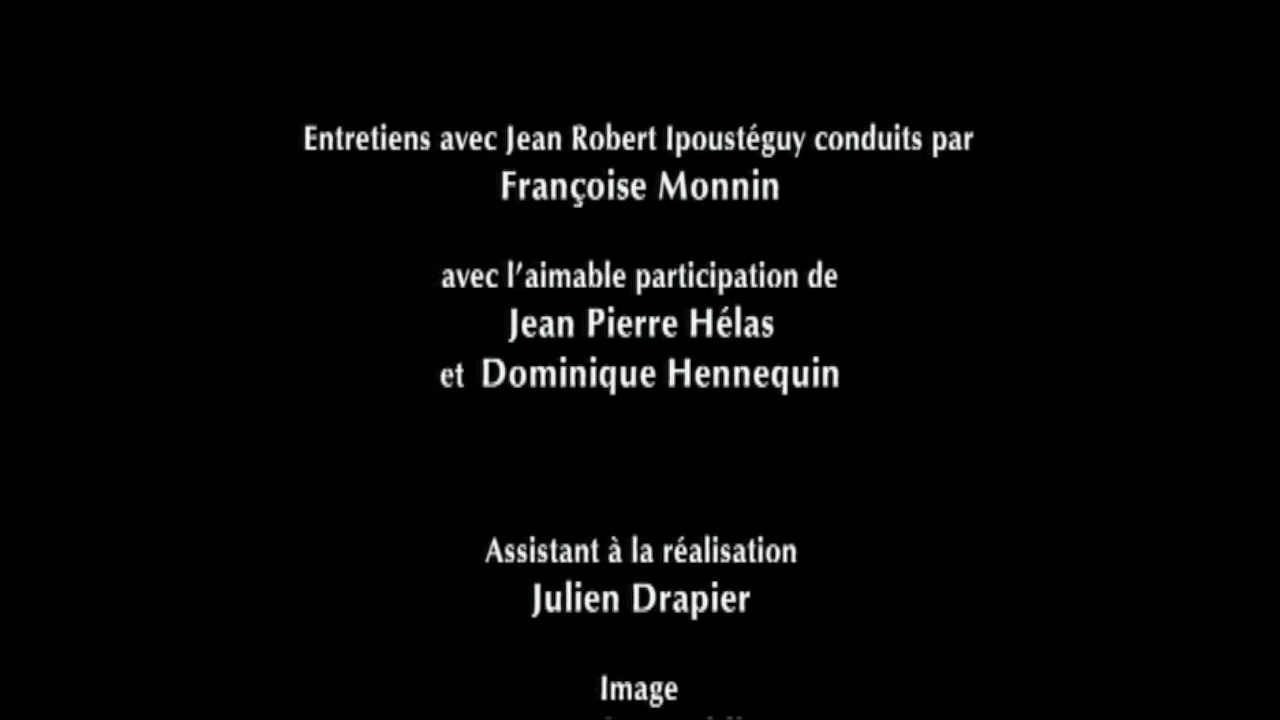 Entretiens avec Jean Robert Ipoustéguy conduits par
Françoise Monnin
avec l'aimable participation de
Jean Pierre Hélas
et Dominique Hennequin
Assistant à la réalisation
Julien Drapier
Image